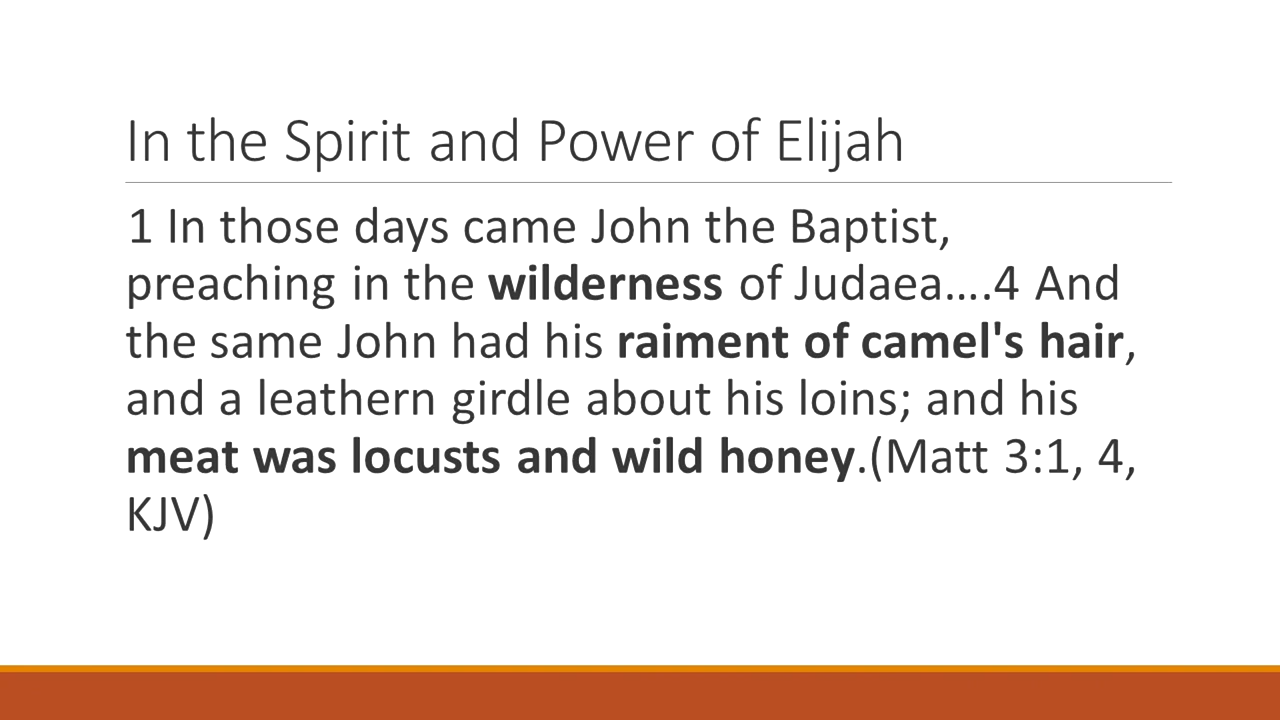 In the Spirit and Power of Elijah
1 In those days came John the Baptist,
preaching in the wilderness of Judaea….4 And
the same John had his raiment of camel's hair,
and a leathern girdle about his loins; and his
meat was locusts and wild honey.(Matt 3:1, 4,
KJV)